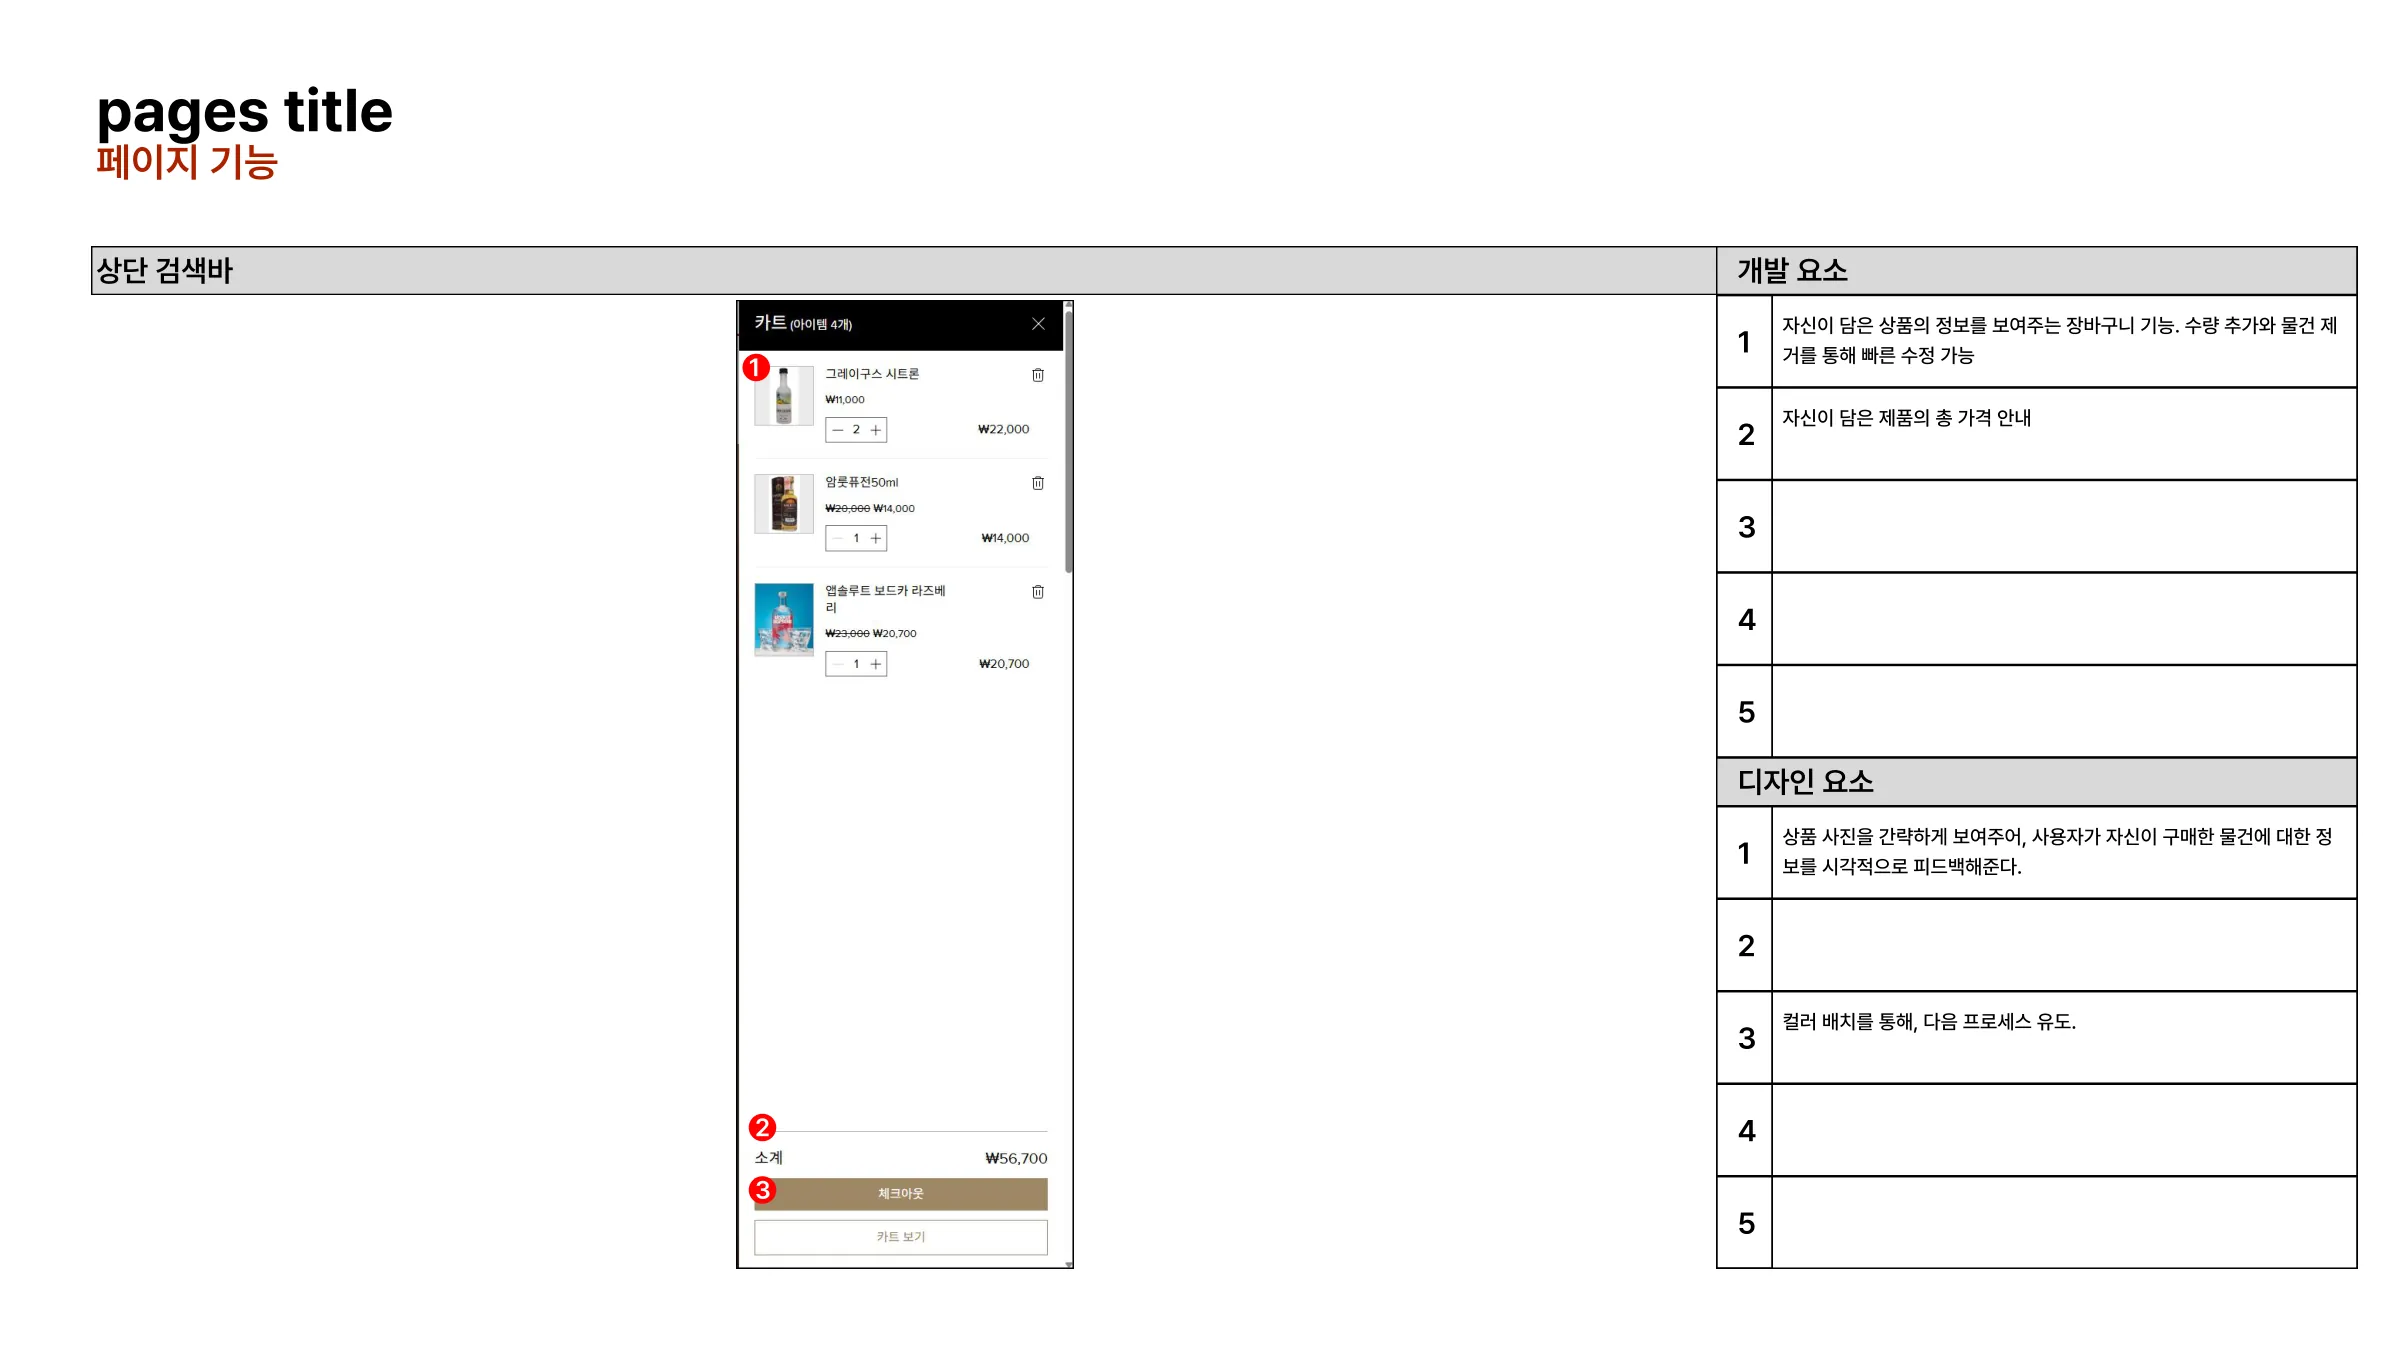 pages title
페이지 기능
상단 검색바
카트 (아이템 4개)
1
그레이구스 시트론
₩11,000
2
₩22,000
암룻퓨전50ml
₩20,000 ₩14,000
1
₩14,000
앱솔루트 보드카 라즈베
리
₩23,000 ₩20,700
1
₩20,700
2
소계
₩56,700
3
체크아웃
카트 보기
개발 요소
1
자신이 담은 상품의 정보를 보여주는 장바구니 기능. 수량 추가와 물건 제
거를 통해 빠른 수정 가능
2
자신이 담은 제품의 총 가격 안내
3
4
5
디자인 요소
1
상품 사진을 간략하게 보여주어, 사용자가 자신이 구매한 물건에 대한 정
보를 시각적으로 피드백해준다.
2
3
컬러 배치를 통해, 다음 프로세스 유도.
4
5